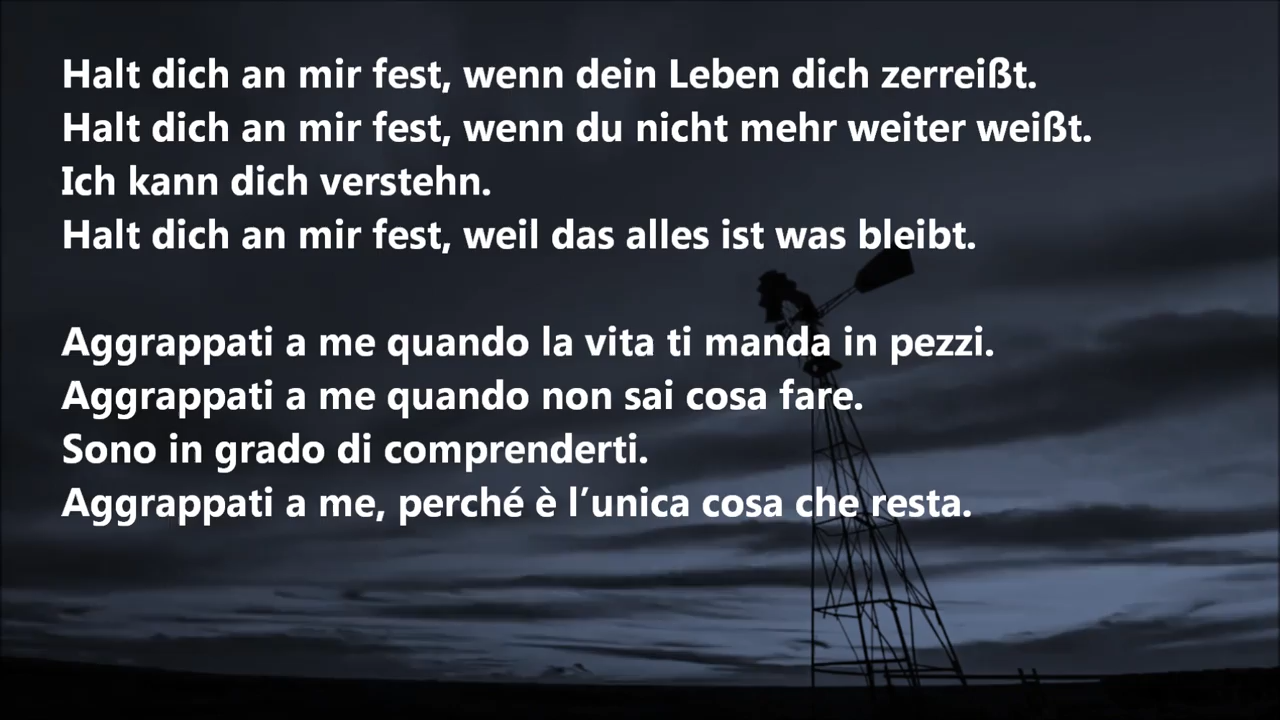 Halt dich an mir fest, wenn dein Leben dich zerreißt.
Halt dich an mir fest, wenn du nicht mehr weiter weißt.
Ich kann dich verstehn.
Halt dich an mir fest, weil das alles ist was bleibt.
Aggrappati a me quando la vita ti manda in pezzi.
Aggrappati a me quando non sai cosa fare.
Sono in grado di comprenderti.
Aggrappati a me, perché è l’unica cosa che resta.